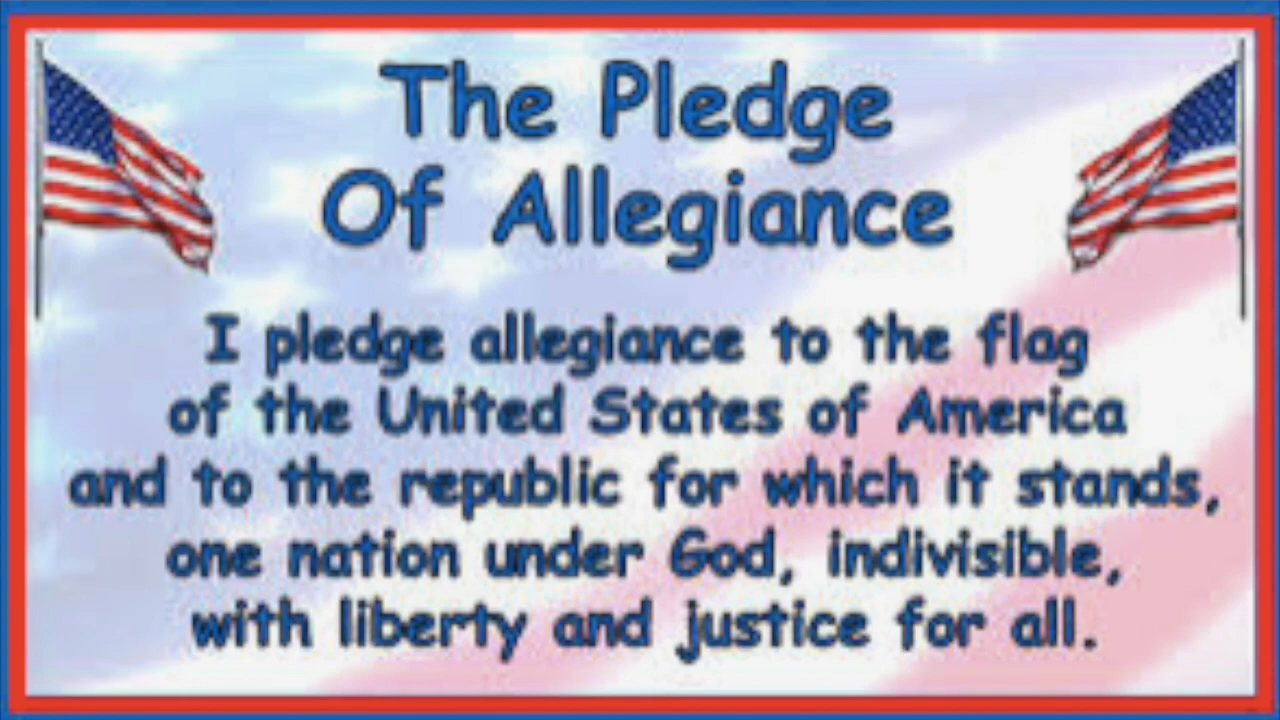 The Pledge
Of Allegiance
I pledge allegiance to the flag
of the United States of America
and to the republic for which it stands,
one nation under God, indivisible,
with liberty and justice for all.